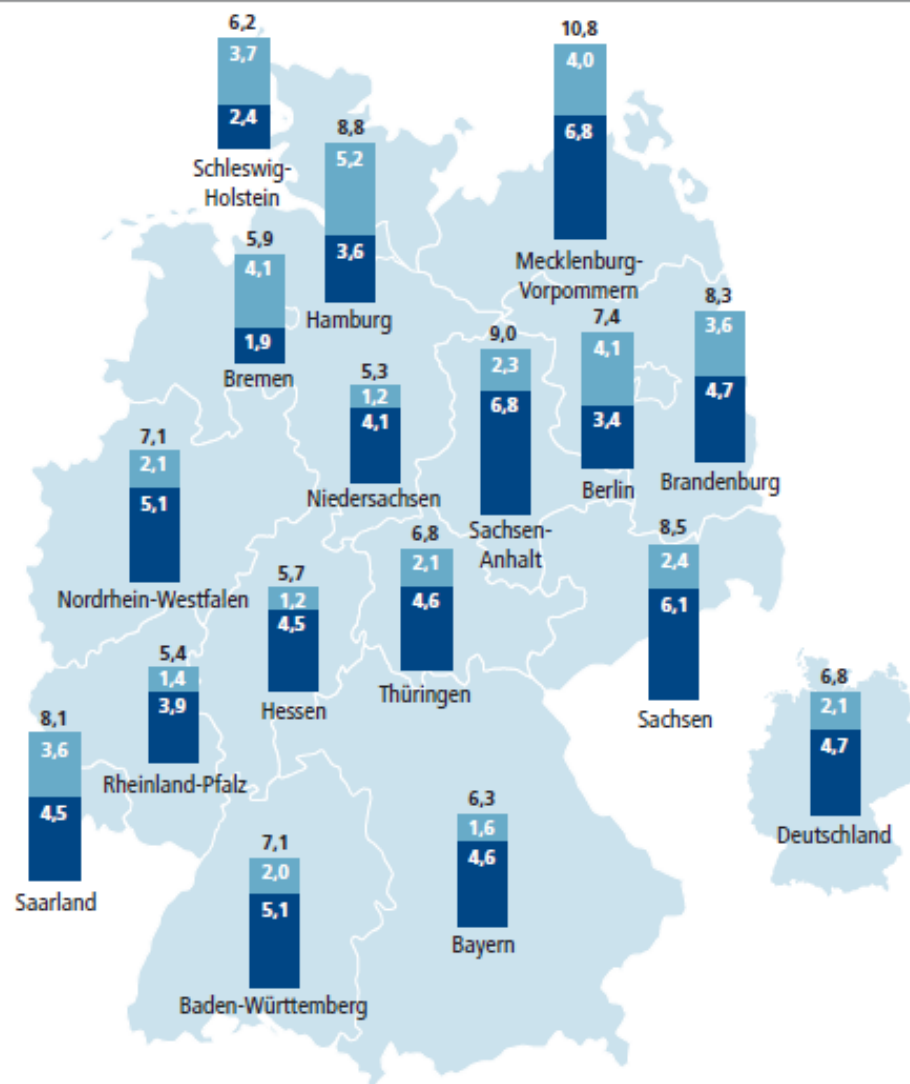 6,2
3,7
2,4
Schleswig-
Holstein
10,8
4,0
6,8
Mecklenburg-
Vorpommern
8,8
5,2
3,6
Hamburg
5,9
4,1
1,9
Bremen
5,3
1,2
4,1
Niedersachsen
9,0
2,3
6,8
Sachsen-
Anhalt
7,4
4,1
3,4
Berlin
8,3
3,6
4,7
Brandenburg
7,1
2,1
5,1
Nordrhein-Westfalen
5,7
1,2
4,5
Hessen
6,8
2,1
4,6
Thüringen
8,5
2,4
6,1
Sachsen
5,4
1,4
3,9
Rheinland-Pfalz
8,1
3,6
4,5
Saarland
7,1
2,0
5,1
Baden-Württemberg
6,3
1,6
4,6
Bayern
6,8
2,1
4,7
Deutschland